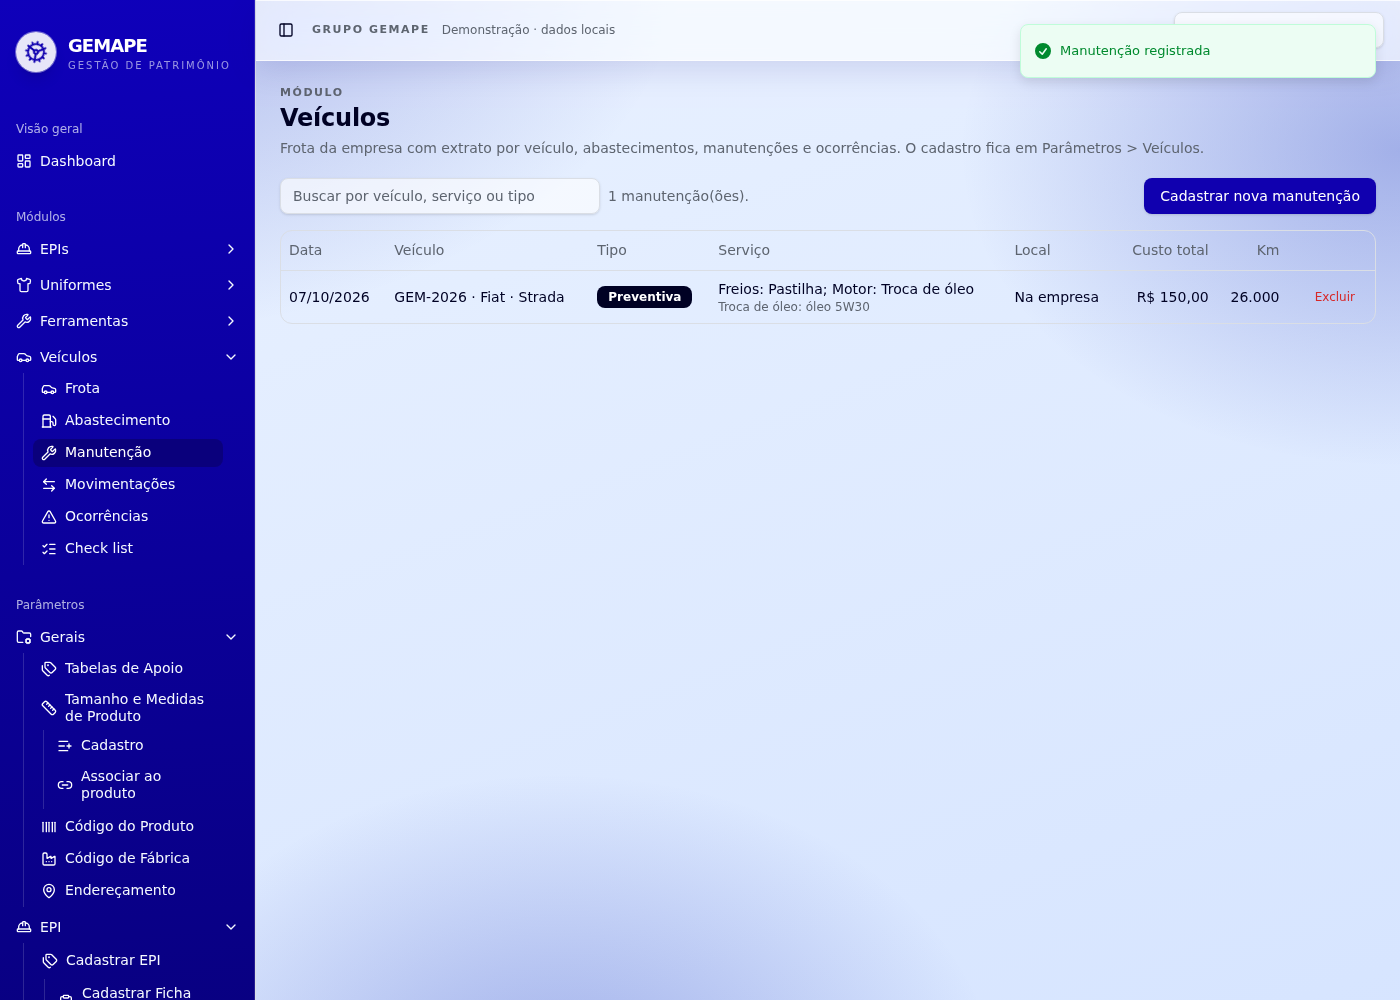 GEMAPE
GESTÃO DE PATRIMÔNIO
Visão geral
Dashboard
Módulos
EPIs
Uniformes
Ferramentas
Veículos
Frota
Abastecimento
Manutenção
Movimentações
Ocorrências
Check list
Parâmetros
Gerais
Tabelas de Apoio
Tamanho e Medidas
de Produto
Cadastro
Associar ao
produto
Código do Produto
Código de Fábrica
Endereçamento
EPI
Cadastrar EPI
Cadastrar Ficha
GRUPO GEMAPE Demonstração · dados locais
Manutenção registrada
MÓDULO
Veículos
Frota da empresa com extrato por veículo, abastecimentos, manutenções e ocorrências. O cadastro fica em Parâmetros > Veículos.
Buscar por veículo, serviço ou tipo 1 manutenção(ões). Cadastrar nova manutenção
Data Veículo Tipo Serviço Local Custo total Km
07/10/2026 GEM-2026 · Fiat · Strada Preventiva Freios: Pastilha; Motor: Troca de óleo Na empresa R$ 150,00 26.000 Excluir
Troca de óleo: óleo 5W30